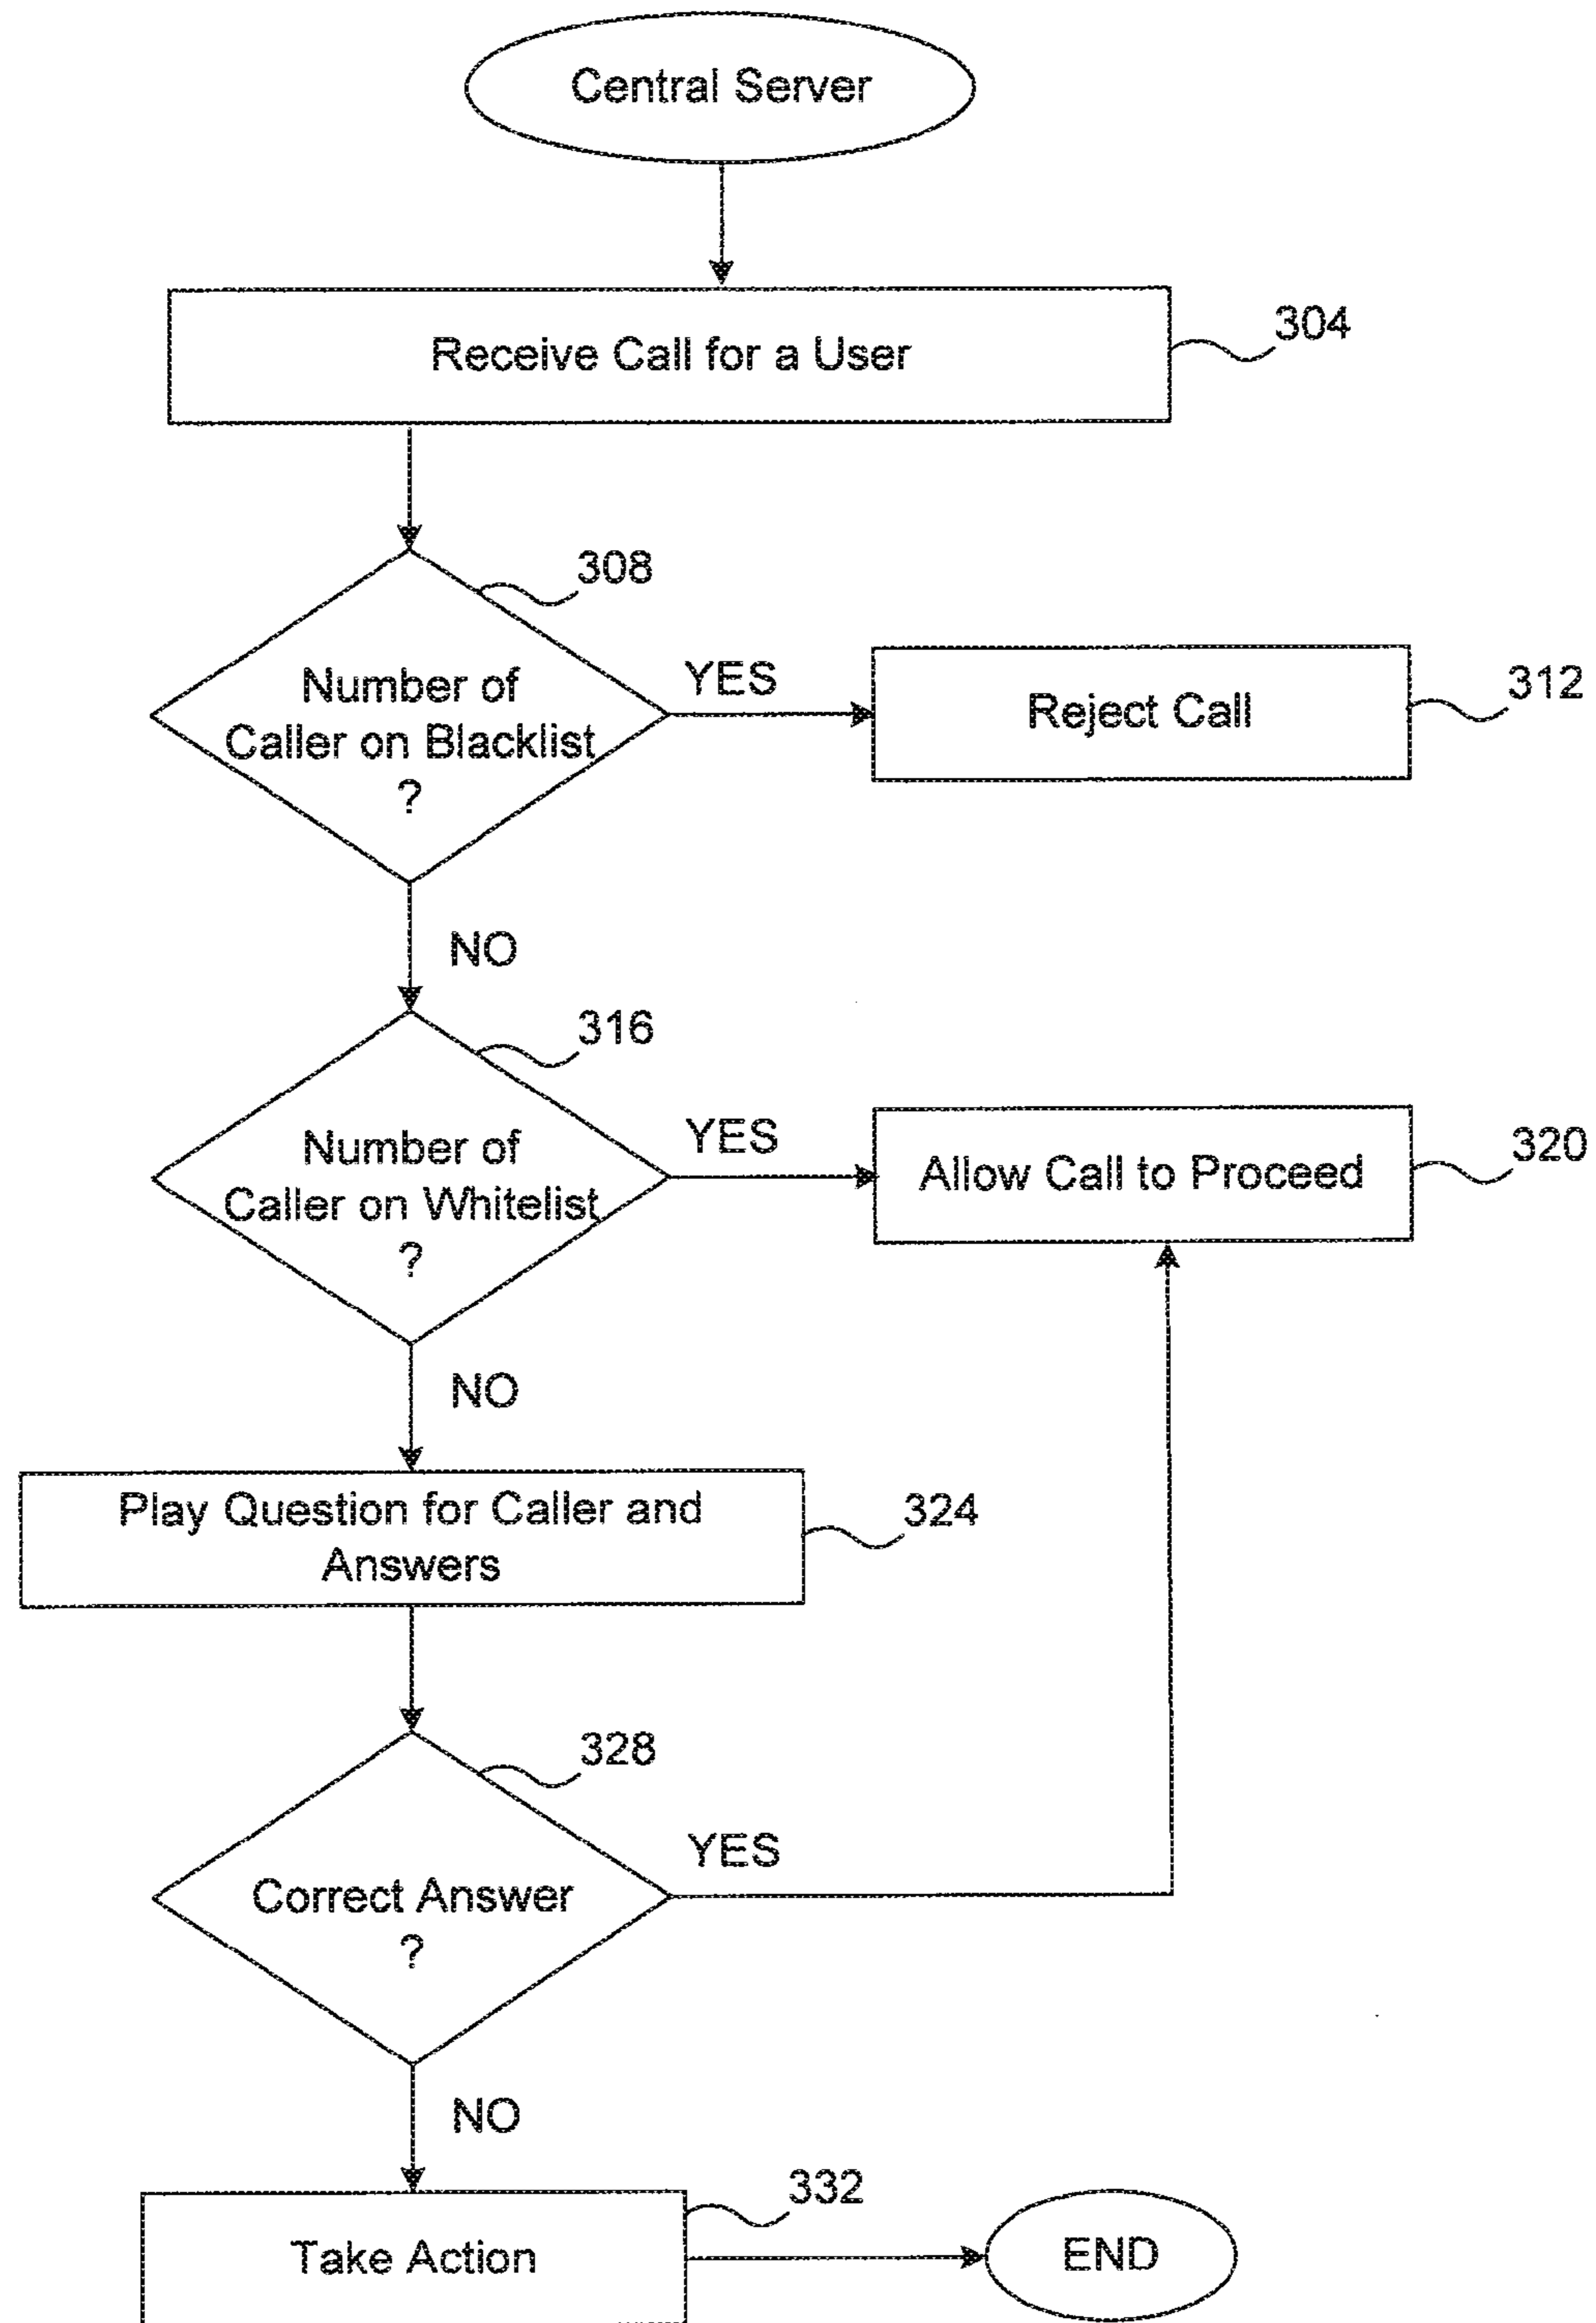 Central Server
Receive Call for a User
304
308
Number of
Caller on Blacklist
?
YES
Reject Call
312
NO
316
Number of
Caller on Whitelist
?
YES
Allow Call to Proceed
320
NO
Play Question for Caller and
Answers
324
328
Correct Answer
?
YES
NO
332
Take Action
END